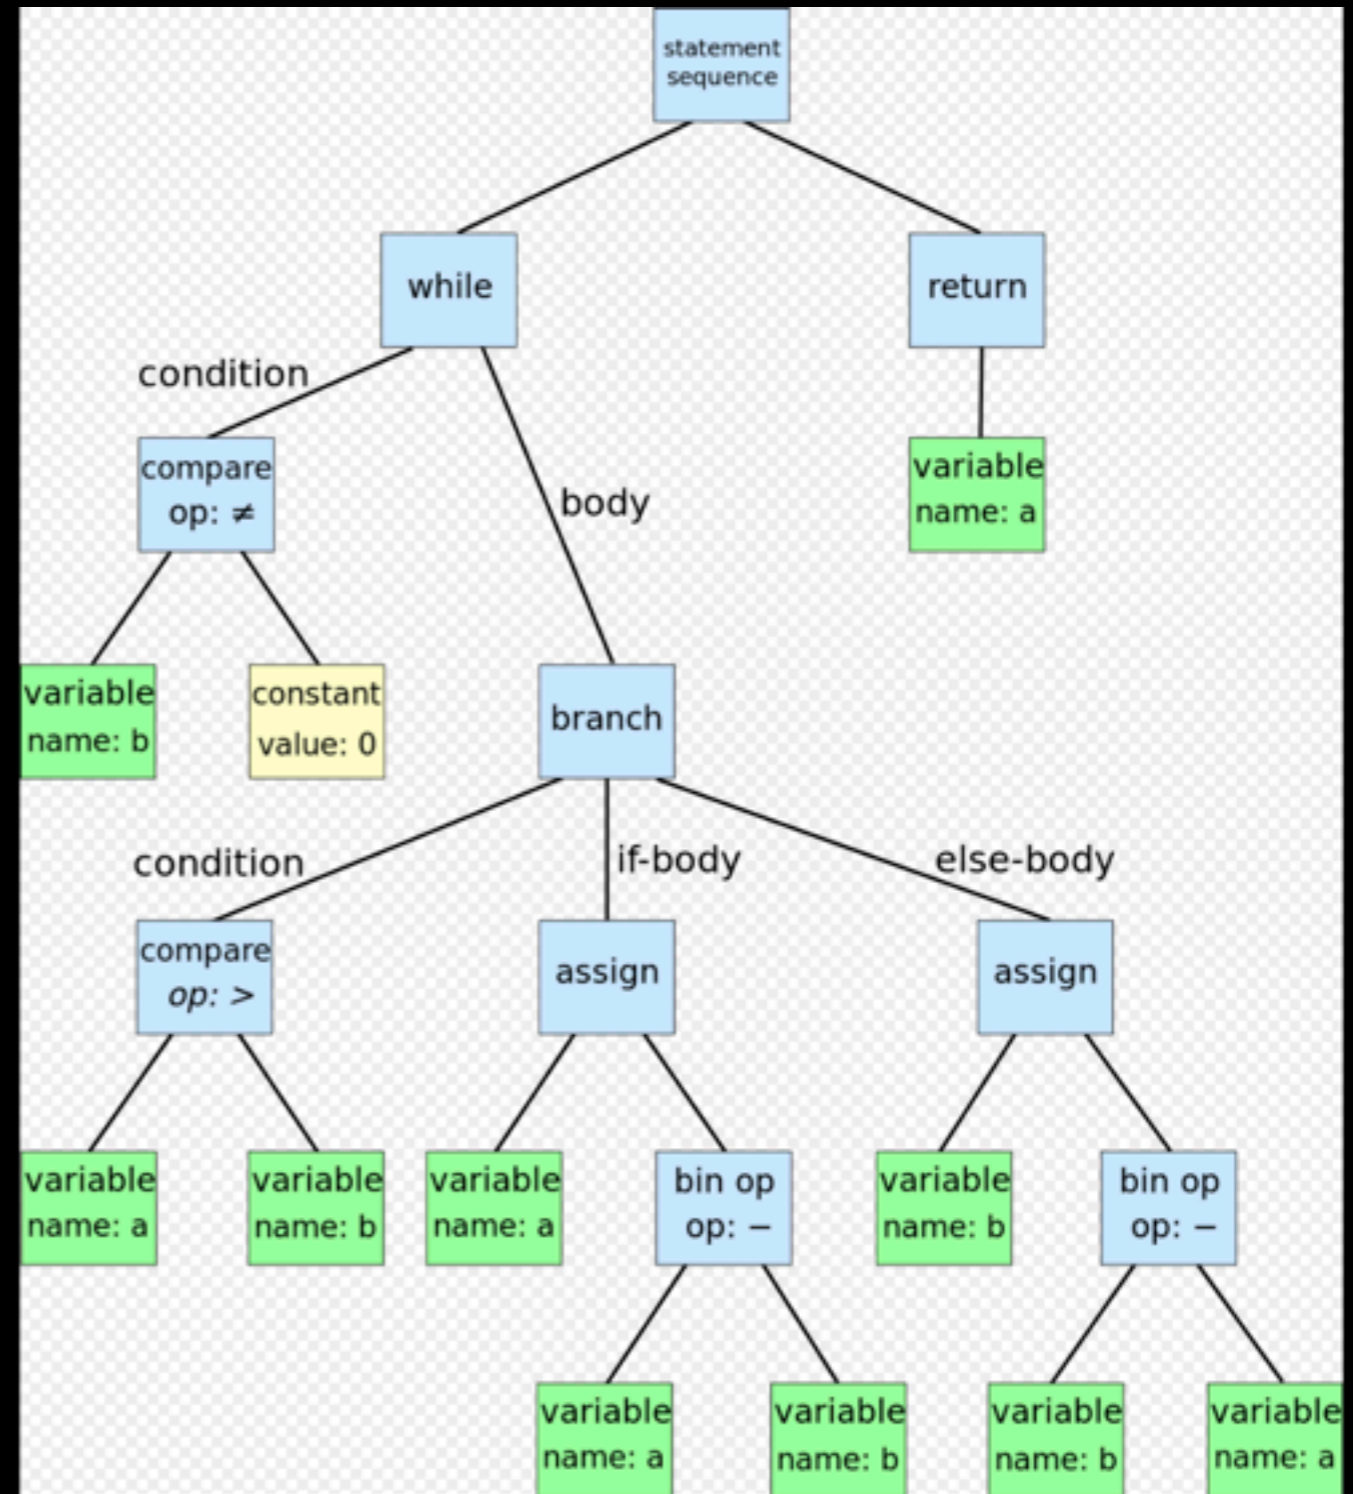 statement
sequence
while
return
condition
compare
op: ≠
body
variable
name: a
variable
name: b
constant
value: 0
branch
condition
if-body
else-body
compare
op: >
assign
assign
variable
name: a
variable
name: b
variable
name: a
bin op
op: −
variable
name: b
bin op
op: −
variable
name: a
variable
name: b
variable
name: b
variable
name: a